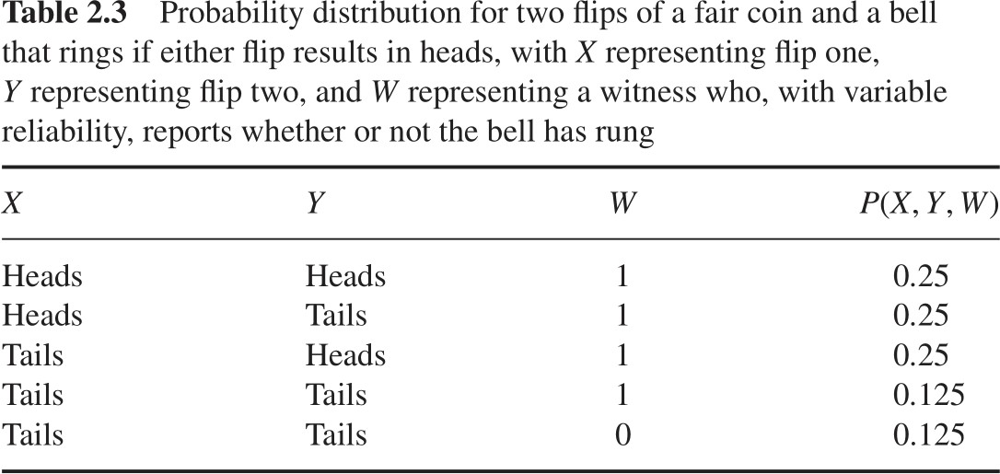 Table 2.3 Probability distribution for two flips of a fair coin and a bell
that rings if either flip results in heads, with X representing flip one,
Y representing flip two, and W representing a witness who, with variable
reliability, reports whether or not the bell has rung
X Y W P(X, Y, W)
Heads Heads 1 0.25
Heads Tails 1 0.25
Tails Heads 1 0.25
Tails Tails 1 0.125
Tails Tails 0 0.125